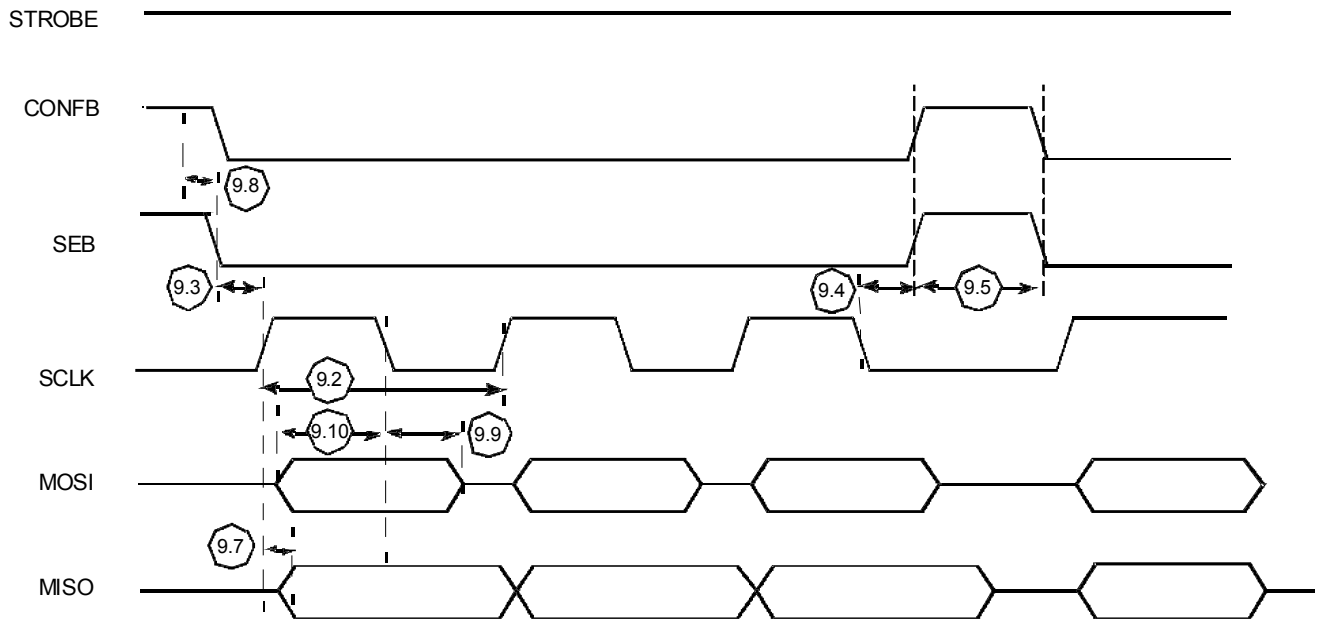 STROBE
CONFB
9.8
SEB
9.3
9.4
9.5
SCLK
9.2
9.10
9.9
MOSI
9.7
MISO